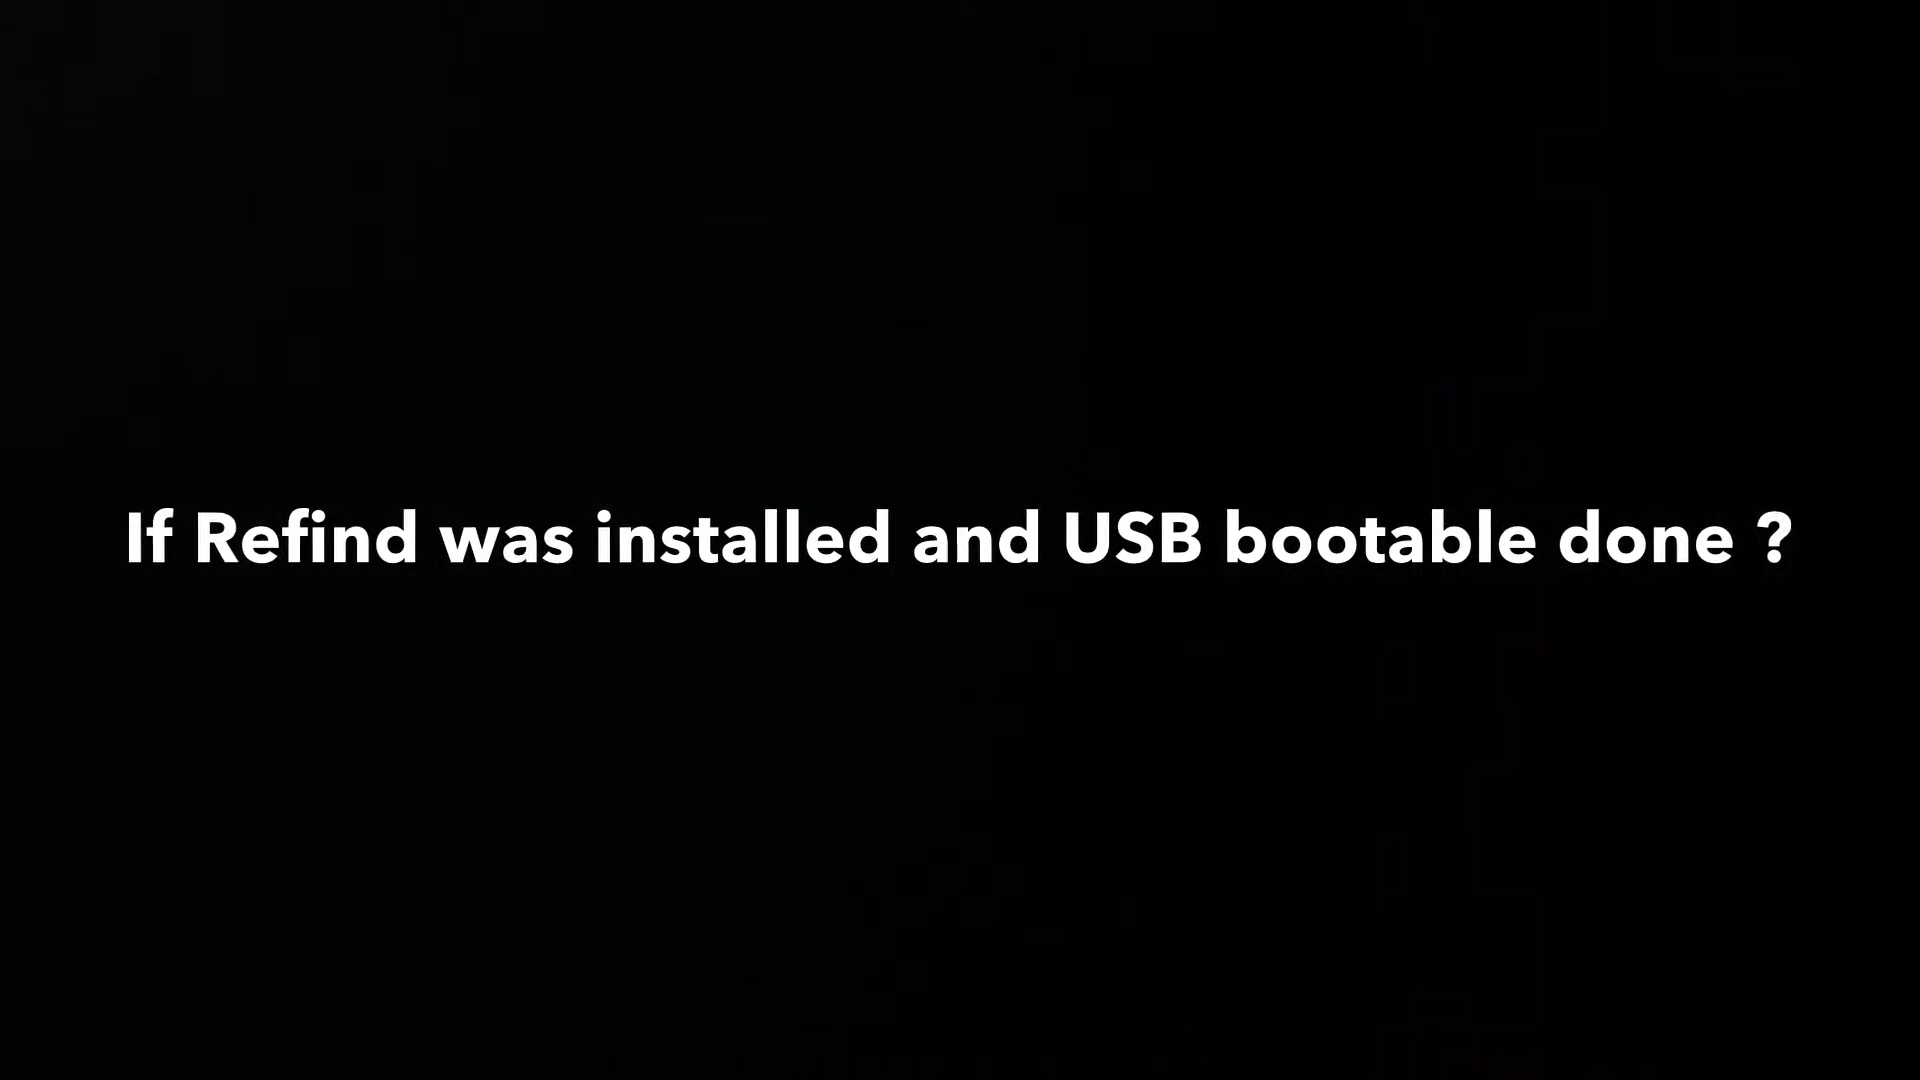 If Refind was installed and USB bootable done ?